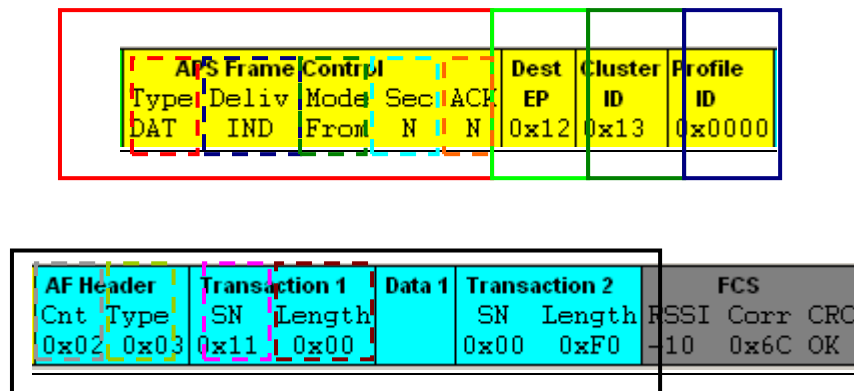 APS Frame Control Dest Cluster Profile
Type Deliv Mode Sec ACK EP ID ID
DAT IND From N N 0x12 0x13 0x0000
AF Header Transaction 1 Data 1 Transaction 2 FCS
Cnt Type SN Length SN Length RSSI Corr CRC
0x02 0x03 0x11 0x00 0x00 0xF0 -10 0x6C OK